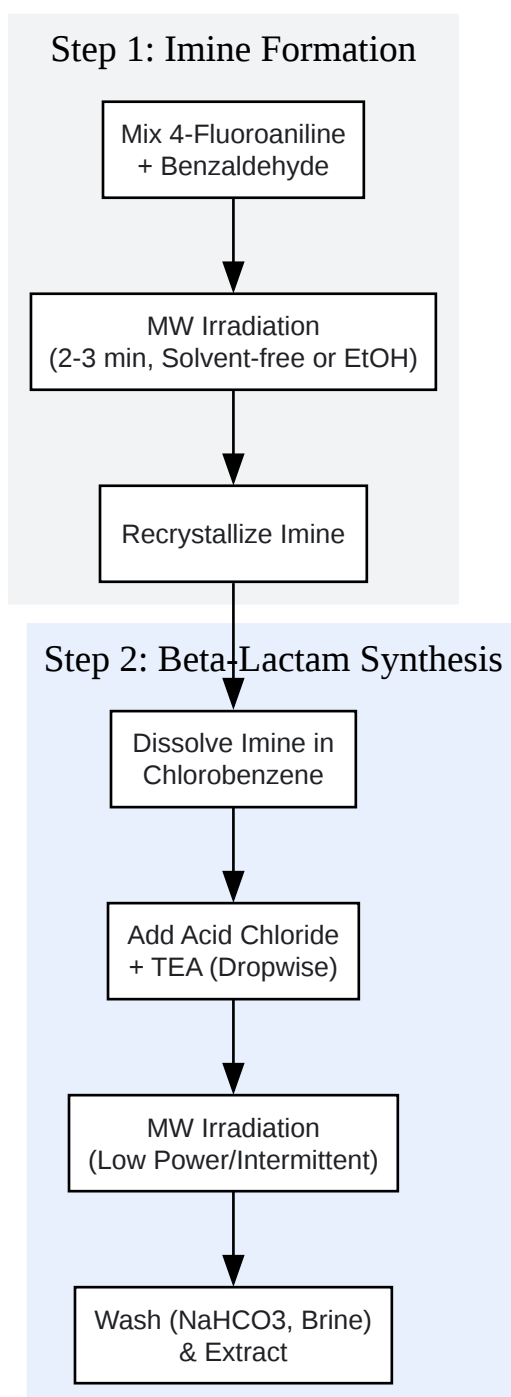 Step 1: Imine Formation
Mix 4-Fluoroaniline
+ Benzaldehyde
MW Irradiation
(2-3 min, Solvent-free or EtOH)
Recrystallize Imine
Step 2: Beta-Lactam Synthesis
Dissolve Imine in
Chlorobenzene
Add Acid Chloride
+ TEA (Dropwise)
MW Irradiation
(Low Power/Intermittent)
Wash (NaHCO3, Brine)
& Extract